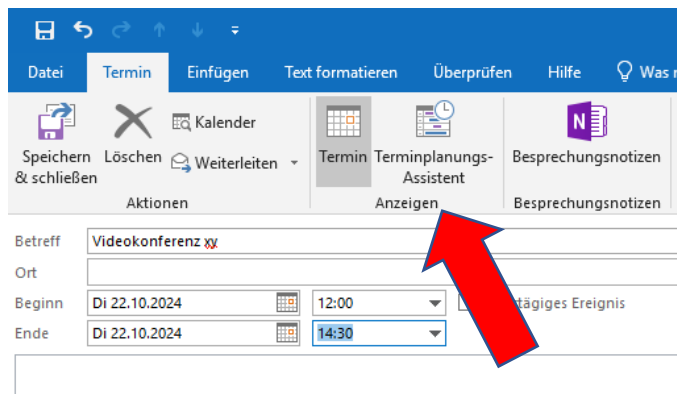 Datei Termin Einfügen Text formatieren Überprüfen Hilfe Was
Speichern & schließen
Löschen
Kalender
Weiterleiten
Aktionen
Termin
Terminplanungs-
Assistent
Anzeigen
N
Besprechungsnotizen
Besprechungsnotizen
Betreff Videokonferenz xy
Ort
Beginn Di 22.10.2024 12:00 tägiges Ereignis
Ende Di 22.10.2024 14:30